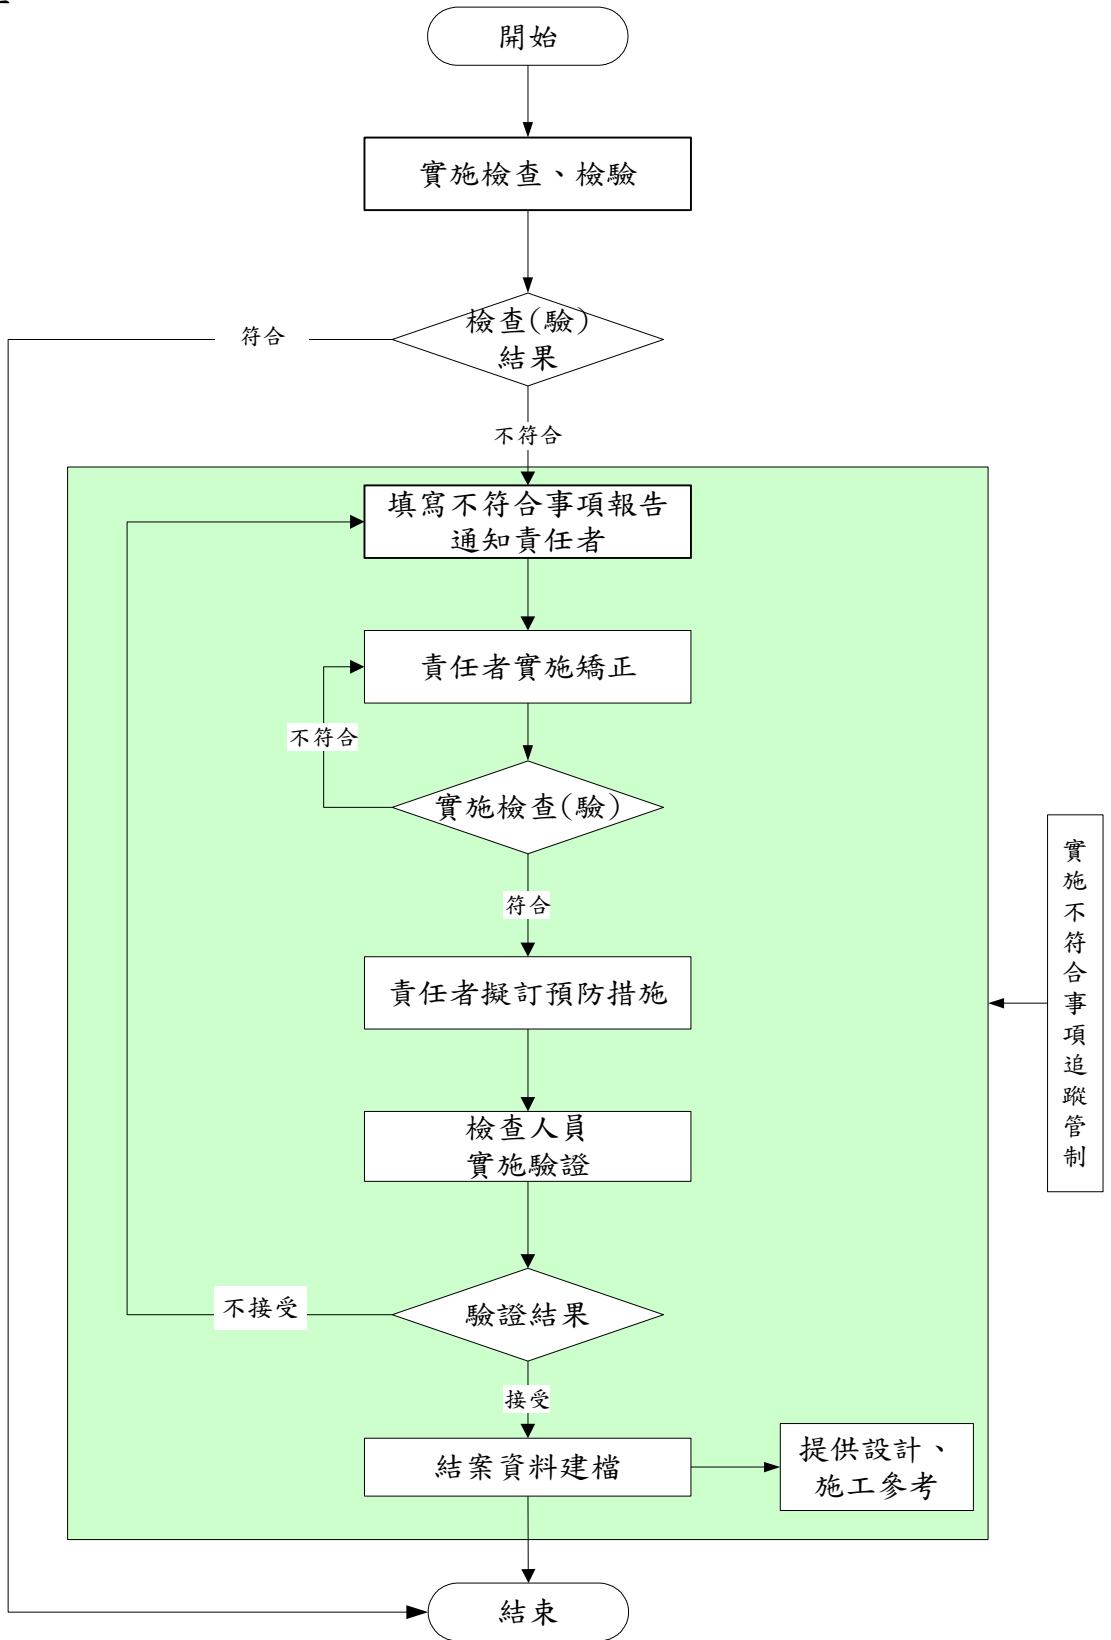 開始
實施檢查、檢驗
檢查(驗)
結果
符合
不符合
填寫不符合事項報告
通知責任者
責任者實施矯正
不符合
實施檢查(驗)
符合
責任者擬訂預防措施
檢查人員
實施驗證
實施不符合事項追蹤管制
驗證結果
不接受
接受
結案資料建檔
提供設計、
施工參考
結束